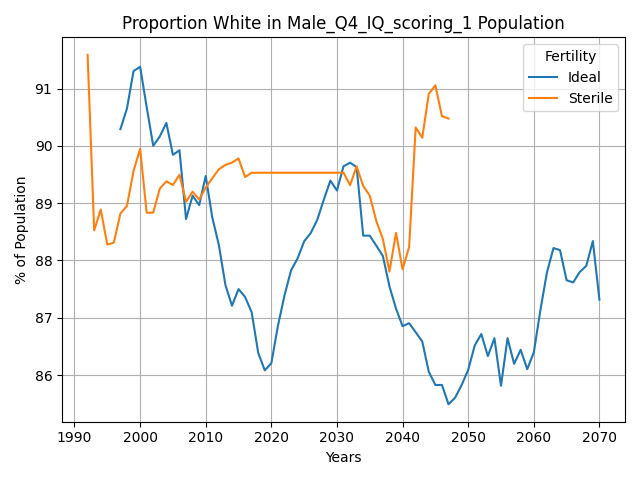 Proportion White in Male_Q4_IQ_scoring_1 Population
Fertility
Ideal
Sterile
% of Population
91
90
89
88
87
86
1990 2000 2010 2020 2030 2040 2050 2060 2070
Years